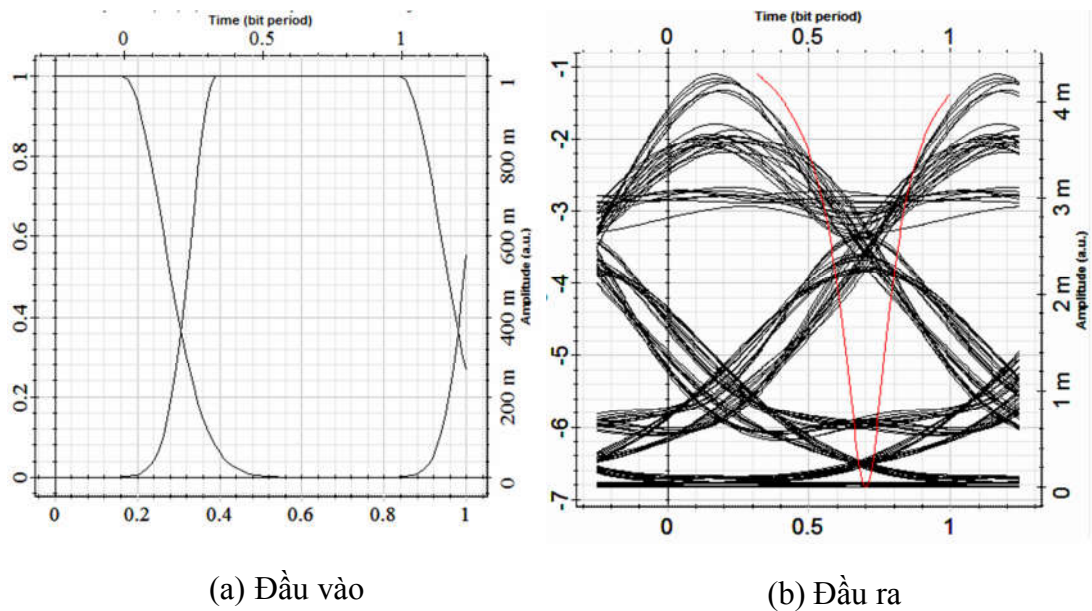 Time (bit period)
0 0.5 1
1
0.8
0.6
0.4
0.2
0
1
800 m
600 m
400 m
200 m
0
Amplitude (a.u.)
0 0.2 0.4 0.6 0.8 1
(a) Đầu vào
Time (bit period)
0 0.5 1
-1
-2
-3
-4
-5
-6
-7
4 m
3 m
2 m
1 m
0
Amplitude (a.u.)
0 0.5 1
(b) Đầu ra